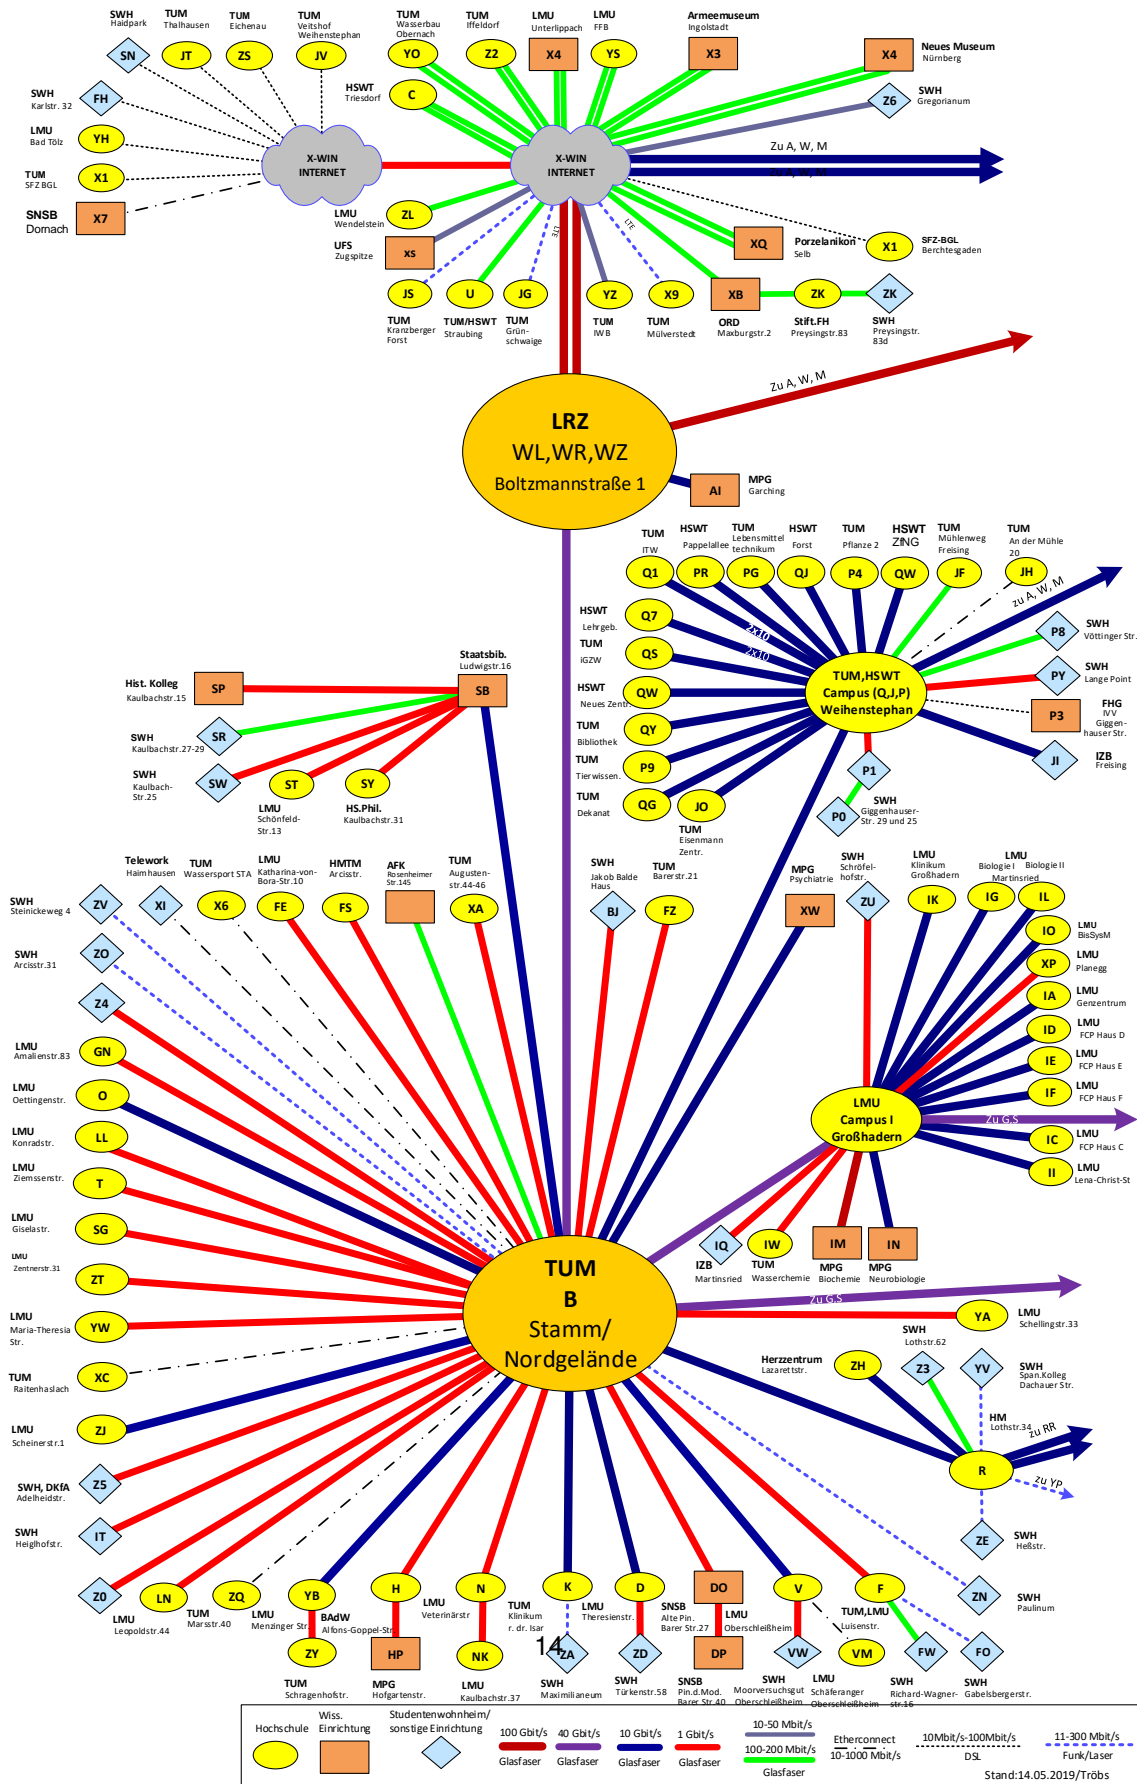 SWH
Haidpark
SN
TUM
Thalhausen
JT
TUM
Eichenau
ZS
TUM
Veitshof
Weihenstephan
JV
TUM
Wasserbau
Obernach
YO
TUM
Iffeldorf
Z2
LMU
Unterlippach
X4
LMU
FFB
YS
Armeemuseum
Ingolstadt
X3
Neues Museum
Nürnberg
X4
SWH
Karlstr. 32
FH
HSWT
Triesdorf
C
SWH
Gregorianum
Z6
LMU
Bad Tölz
YH
X-WIN
INTERNET
X-WIN
INTERNET
Zu A, W, M
Zu A, W, M
TUM
SFZ BGL
X1
SNSB
Dornach
X7
LMU
Wendelstein
ZL
UFS
Zugspitze
xs
LTE
LTE
Porzelanikon
Selb
XQ
X1
SFZ-BGL
Berchtesgaden
JS
TUM
Kranzberger
Forst
U
TUM/HSWT
Straubing
JG
TUM
Grün-
schwaige
YZ
TUM
IWB
X9
TUM
Mülverstedt
XB
ORD
Maxburgstr.2
ZK
Stift.FH
Preysingstr.83
ZK
SWH
Preysingstr.
83d
LRZ
WL,WR,WZ
Boltzmannstraße 1
Zu A, W, M
AI
MPG
Garching
TUM
ITW
Q1
HSWT
Pappelallee
PR
TUM
Lebensmittel
technikum
PG
HSWT
Forst
QJ
TUM
Pflanze 2
P4
HSWT
ZfNG
QW
TUM
Mühlenweg
Freising
JF
TUM
An der Mühle
20
JH
zu A, W, M
HSWT
Lehrgeb.
Q7
2x10
2x10
TUM
iGZW
QS
HSWT
Neues Zentr.
QW
TUM
Bibliothek
QY
TUM
Tierwissen.
P9
TUM
Dekanat
QG
JO
TUM
Eisenmann
Zentr.
TUM,HSWT
Campus (Q,J,P)
Weihenstephan
P8
SWH
Vöttinger Str.
PY
SWH
Lange Point
P3
FHG
IVV
Giggen-
hauser Str.
JI
IZB
Freising
P1
P0
SWH
Giggenhauser-
Str. 29 und 25
Hist. Kolleg
Kaulbachstr.15
SP
Staatsbib.
Ludwigstr.16
SB
SR
SWH
Kaulbachstr.27-29
SW
SWH
Kaulbach-
Str.25
ST
LMU
Schönfeld-
Str.13
SY
HS.Phil.
Kaulbachstr.31
SWH
Steinickeweg 4
ZV
Telework
Haimhausen
XI
TUM
Wassersport STA
X6
LMU
Katharina-von-
Bora-Str.10
FE
HMTM
Arcisstr.
FS
AFK
Rosenheimer
Str.145
TUM
Augusten-
str.44-46
XA
SWH
Jakob Balde
Haus
BJ
TUM
Barerstr.21
FZ
MPG
Psychiatrie
XW
SWH
Schröfel-
hofstr.
ZU
LMU
Klinikum
Großhadern
IK
LMU
Biologie I
Martinsried
IG
Biologie II
IL
IO
LMU
BisSysM
XP
LMU
Planegg
IA
LMU
Genzentrum
ID
LMU
FCP Haus D
IE
LMU
FCP Haus E
IF
LMU
FCP Haus F
LMU
Campus I
Großhadern
Zu G,S
IC
LMU
FCP Haus C
II
LMU
Lena-Christ-St
IQ
IZB
Martinsried
IW
TUM
Wasserchemie
IM
MPG
Biochemie
IN
MPG
Neurobiologie
SWH
Arcisstr.31
ZO
Z4
LMU
Amalienstr.83
GN
LMU
Oettingenstr.
O
LMU
Konradstr.
LL
LMU
Ziemssenstr.
T
LMU
Giselastr.
SG
LMU
Zentnerstr.31
ZT
LMU
Maria-Theresia
Str.
YW
TUM
Raitenhaslach
XC
LMU
Scheinerstr.1
ZJ
SWH, DKfA
Adelheidstr.
Z5
SWH
Heiglhofstr.
IT
TUM
B
Stamm/
Nordgelände
Zu G,S
YA
LMU
Schellingstr.33
Herzzentrum
Lazarettstr.
ZH
SWH
Lothstr.62
Z3
YV
SWH
Span.Kolleg
Dachauer Str.
HM
Lothstr.34
R
zu RR
zu YP
ZE
SWH
Heßstr.
ZN
SWH
Paulinum
Z0
LMU
Leopoldstr.44
LN
TUM
Marsstr.40
ZQ
LMU
Menzinger Str.
YB
BAdW
Alfons-Goppel-Str.
ZY
TUM
Schragenhofstr.
H
LMU
Veterinärstr
HP
MPG
Hofgartenstr.
N
TUM
Klinikum
r. dr. Isar
NK
LMU
Kaulbachstr.37
K
LMU
Theresienstr.
14
ZA
SWH
Maximilianeum
D
SNSB
Alte Pin.
Barer Str.27
ZD
SWH
Türkenstr.58
DO
LMU
Oberschleißheim
DP
SNSB
Pin.d.Mod.
Barer Str.40
V
VW
SWH
Moorversuchsgut
Oberschleißheim
TUM,LMU
Luisenstr.
F
VM
LMU
Schäferanger
Oberschleißheim
FW
SWH
Richard-Wagner-
str.16
FO
SWH
Gabelsbergerstr.
Hochschule
Wiss.
Einrichtung
Studentenwohnheim/
sonstige Einrichtung
100 Gbit/s
Glasfaser
40 Gbit/s
Glasfaser
10 Gbit/s
Glasfaser
1 Gbit/s
Glasfaser
10-50 Mbit/s
100-200 Mbit/s
Glasfaser
Etherconnect
10-1000 Mbit/s
10Mbit/s-100Mbit/s
DSL
11-300 Mbit/s
Funk/Laser
Stand:14.05.2019/Tröbs